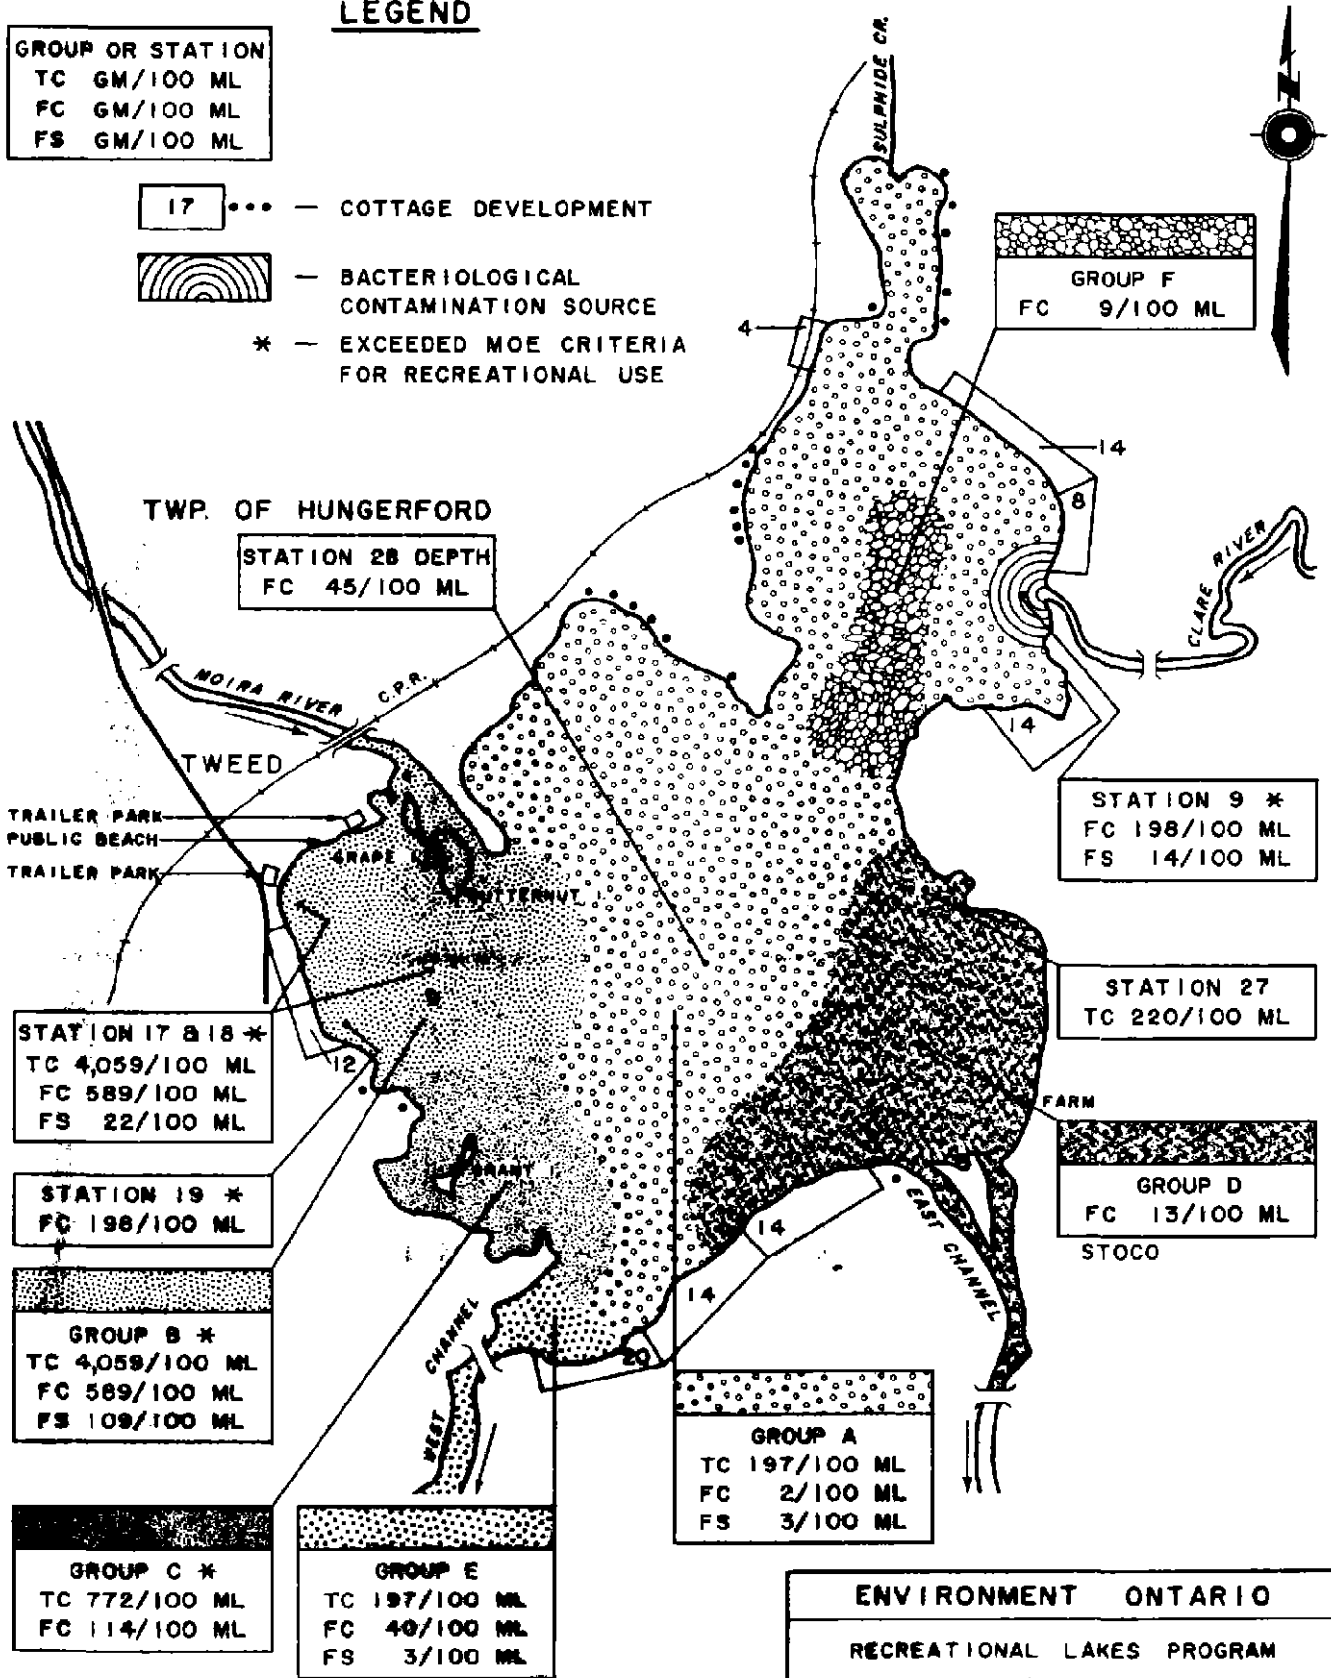 LEGEND
GROUP OR STATION
TC GM/100 ML
FC GM/100 ML
FS GM/100 ML
17 — COTTAGE DEVELOPMENT
— BACTERIOLOGICAL
CONTAMINATION SOURCE
* — EXCEEDED MOE CRITERIA
FOR RECREATIONAL USE
SULPHIDE CR.
N
GROUP F
FC 9/100 ML
4
14
8
CLARE RIVER
TWP. OF HUNGERFORD
STATION 28 DEPTH
FC 45/100 ML
MOIRA RIVER
C.P.R.
TWEED
14
TRAILER PARK
PUBLIC BEACH
TRAILER PARK
GRAPE
BUTTERNUT
STATION 9 *
FC 198/100 ML
FS 14/100 ML
STATION 27
TC 220/100 ML
STATION 17 & 18 *
TC 4,059/100 ML
FC 589/100 ML
FS 22/100 ML
12
FARM
GRANT
GROUP D
FC 13/100 ML
STOCO
STATION 19 *
FC 198/100 ML
EAST CHANNEL
14
14
20
GROUP B *
TC 4,059/100 ML
FC 589/100 ML
FS 109/100 ML
WEST CHANNEL
GROUP A
TC 197/100 ML
FC 2/100 ML
FS 3/100 ML
GROUP C *
TC 772/100 ML
FC 114/100 ML
GROUP E
TC 197/100 ML
FC 40/100 ML
FS 3/100 ML
ENVIRONMENT ONTARIO
RECREATIONAL LAKES PROGRAM